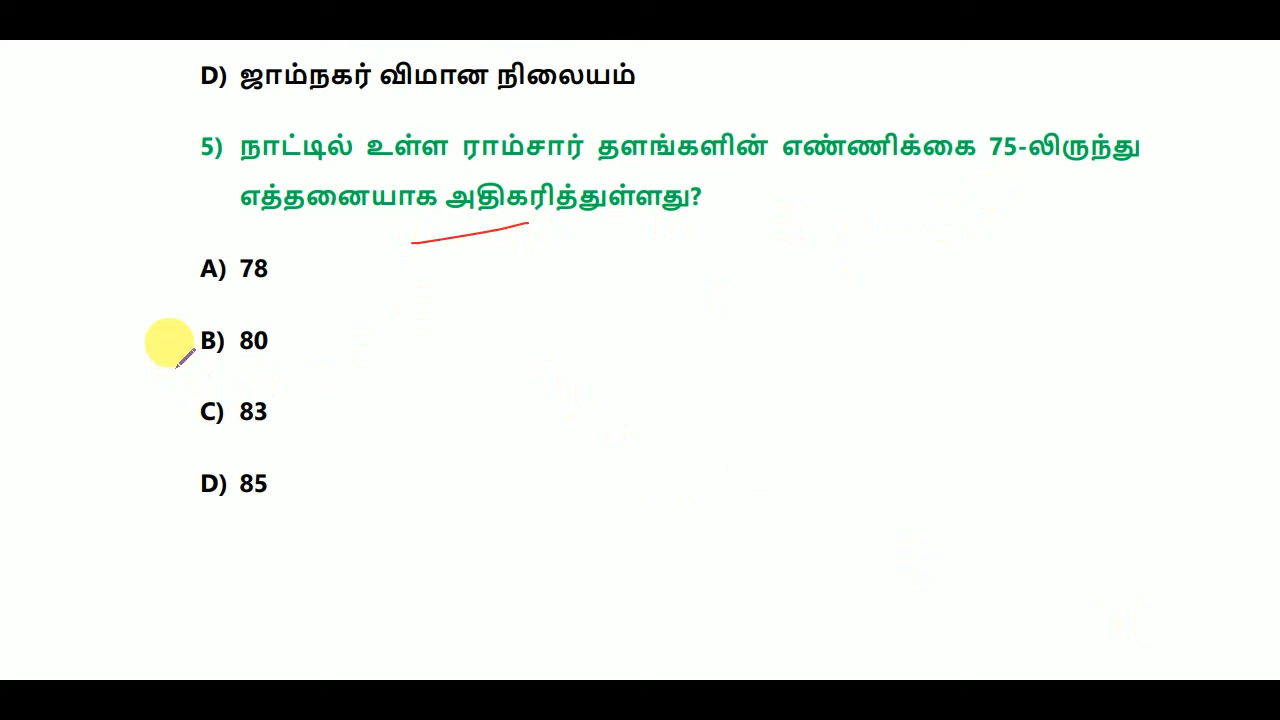 D) ஜாம்நகர் விமான நிலையம்
5) நாட்டில் உள்ள ராம்சார் தளங்களின் எண்ணிக்கை 75-லிருந்து
எத்தனையாக அதிகரித்துள்ளது?
A) 78
B) 80
C) 83
D) 85